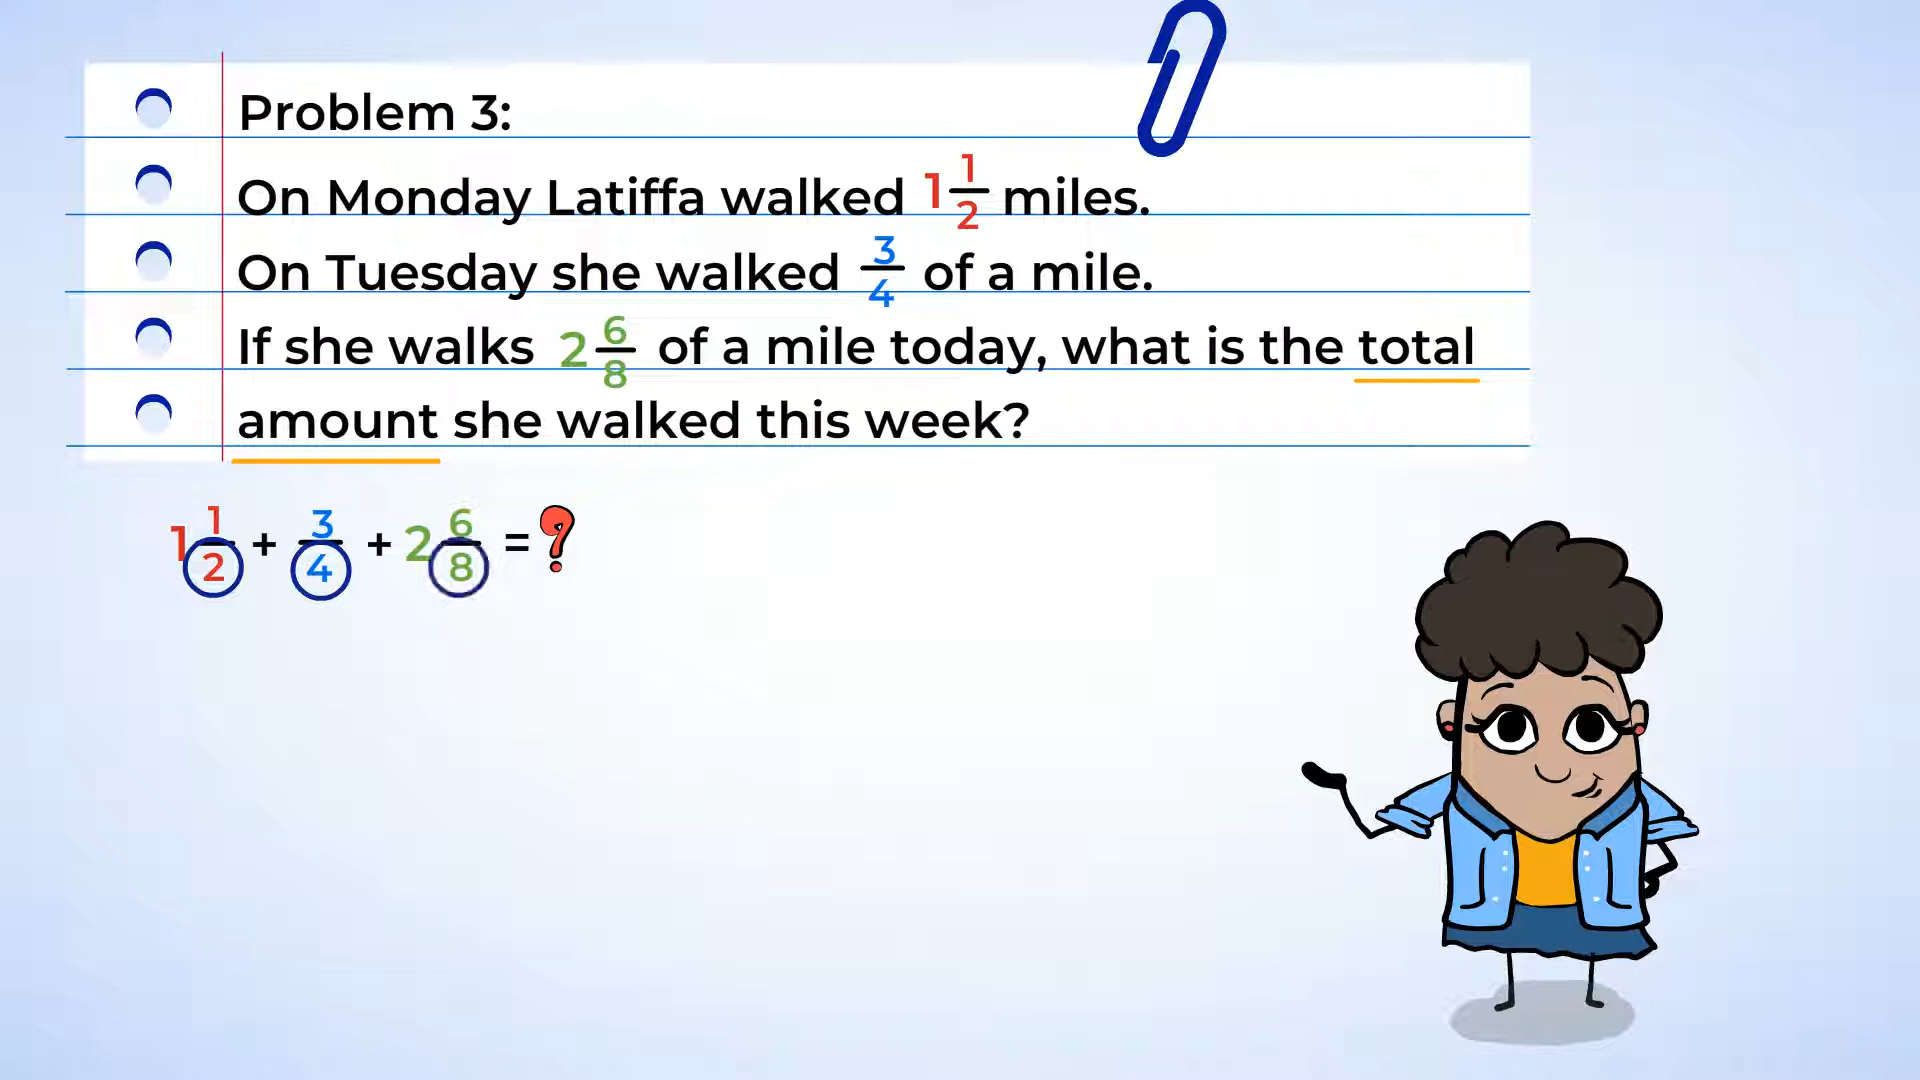 Problem 3:
On Monday Latiffa walked 1 1/2 miles.
On Tuesday she walked 3/4 of a mile.
If she walks 2 6/8 of a mile today, what is the total
amount she walked this week?
1 1/2 + 3/4 + 2 6/8 = ?